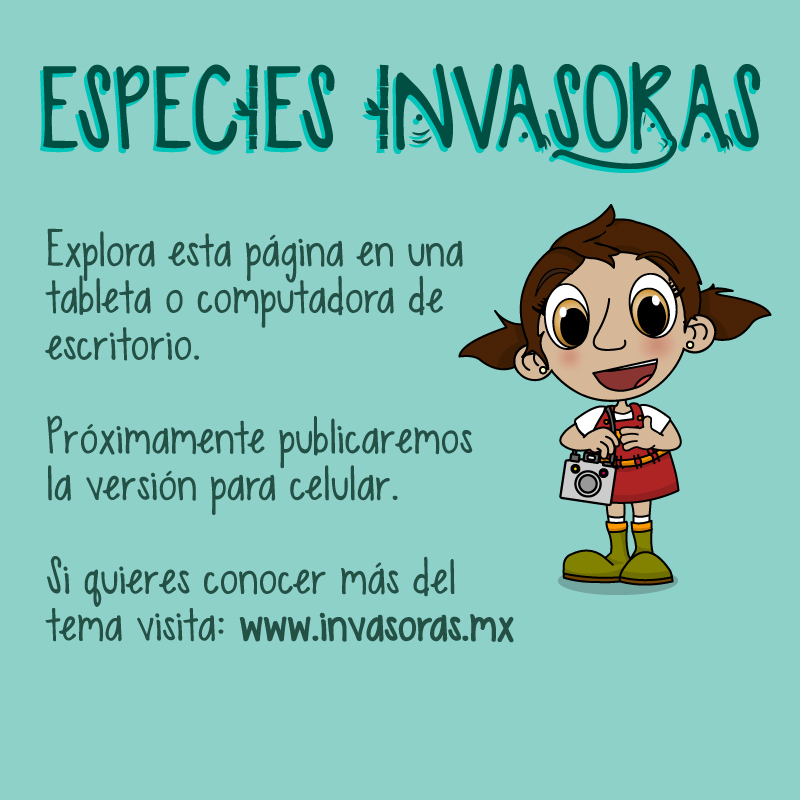 ESPECIES INVASORAS
Explora esta página en una
tableta o computadora de
escritorio.
Próximamente publicaremos
la versión para celular.
Si quieres conocer más del
tema visita: www.invasoras.mx